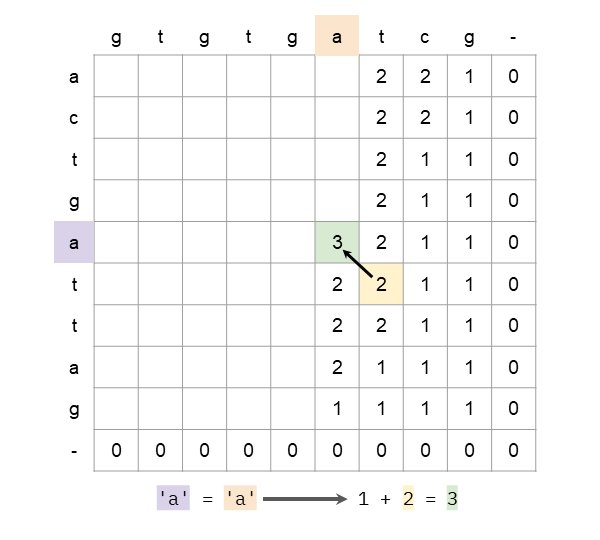 g t g t g a t c g -
a 2 2 1 0
c 2 2 1 0
t 2 1 1 0
g 2 1 1 0
a 3 2 1 1 0
t 2 2 1 1 0
t 2 2 1 1 0
a 2 1 1 1 0
g 1 1 1 1 0
- 0 0 0 0 0 0 0 0 0 0
'a' = 'a' ⟶ 1 + 2 = 3